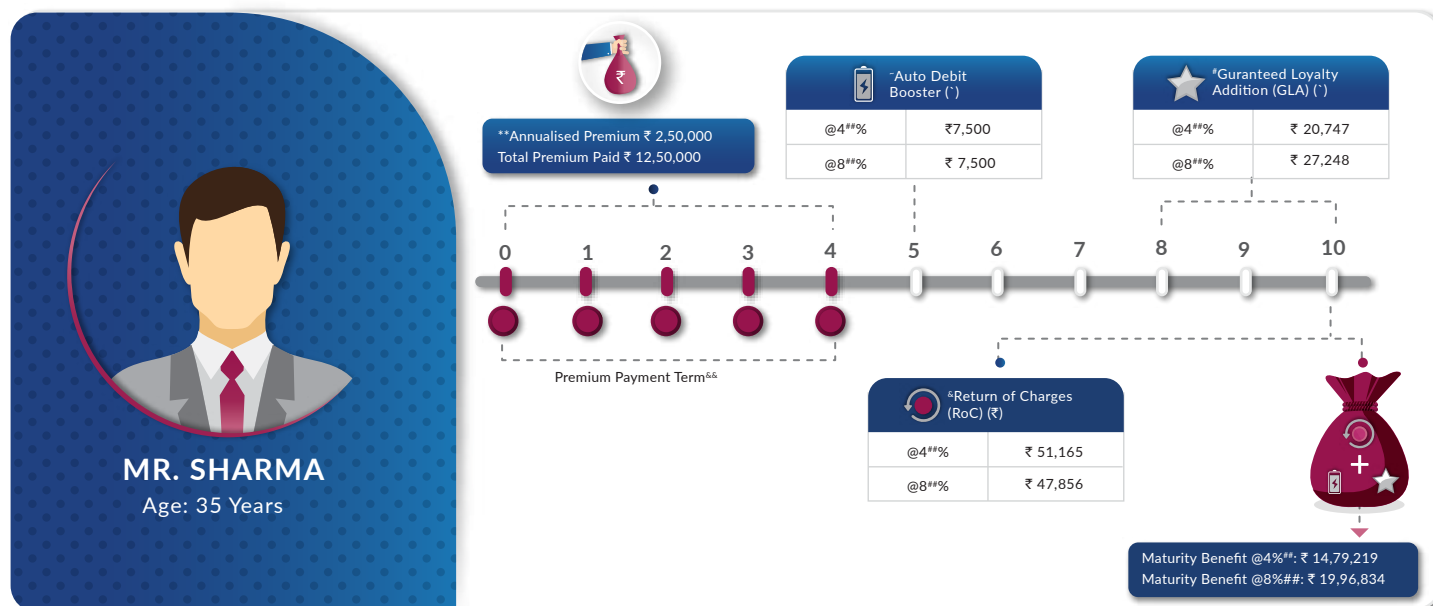 MR. SHARMA
Age: 35 Years
₹
**Annualised Premium ₹ 2,50,000
Total Premium Paid ₹ 12,50,000
~Auto Debit
Booster (`)
@4##% ₹7,500
@8##% ₹ 7,500
#Guranteed Loyalty
Addition (GLA) (`)
@4##% ₹ 20,747
@8##% ₹ 27,248
0 1 2 3 4 5 6 7 8 9 10
Premium Payment Term&&
&Return of Charges
(RoC) (₹)
@4##% ₹ 51,165
@8##% ₹ 47,856
+
Maturity Benefit @4%##: ₹ 14,79,219
Maturity Benefit @8%##: ₹ 19,96,834